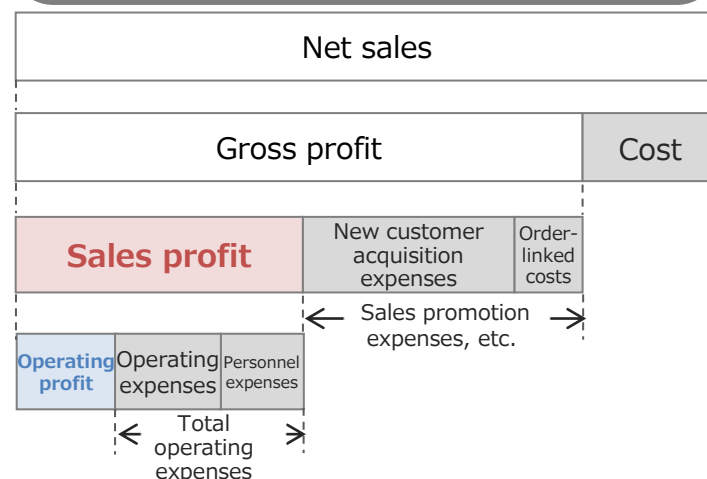 Net sales
Gross profit
Cost
Sales profit
New customer
acquisition
expenses
Order-
linked
costs
Sales promotion
expenses, etc.
Operating
profit
Operating
expenses
Personnel
expenses
Total
operating
expenses